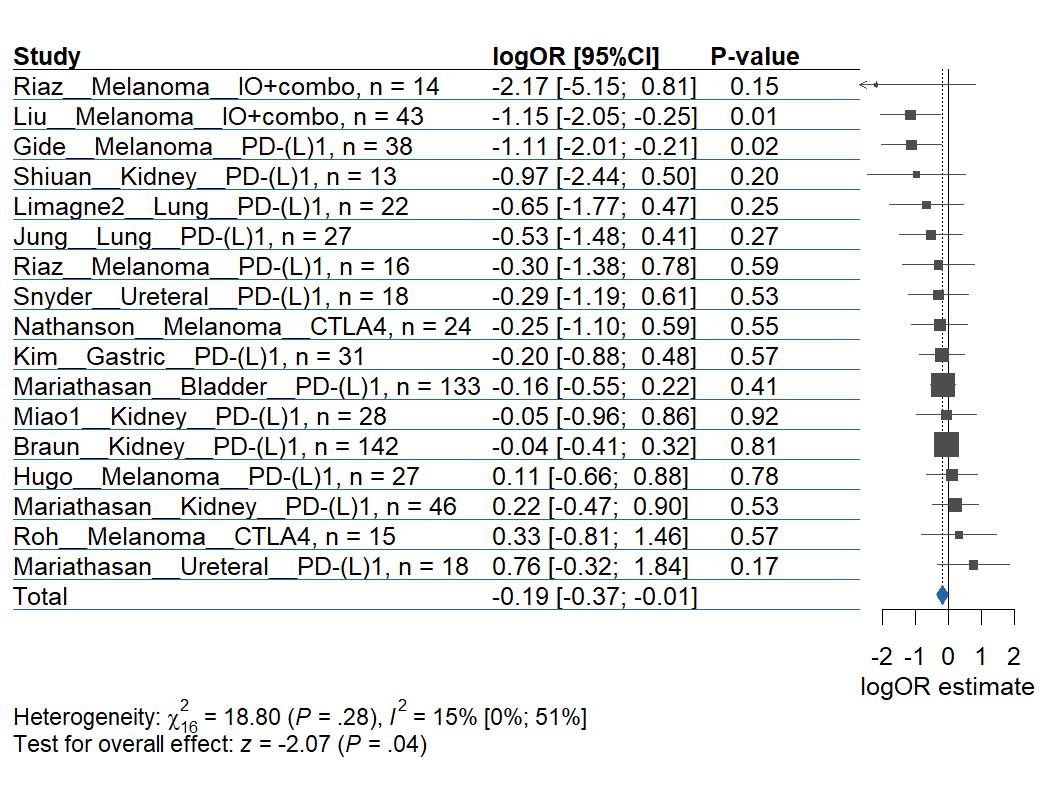 Study logOR [95%CI] P-value
Riaz__Melanoma__IO+combo, n = 14 -2.17 [-5.15; 0.81] 0.15
Liu__Melanoma__IO+combo, n = 43 -1.15 [-2.05; -0.25] 0.01
Gide__Melanoma__PD-(L)1, n = 38 -1.11 [-2.01; -0.21] 0.02
Shiuan__Kidney__PD-(L)1, n = 13 -0.97 [-2.44; 0.50] 0.20
Limagne2__Lung__PD-(L)1, n = 22 -0.65 [-1.77; 0.47] 0.25
Jung__Lung__PD-(L)1, n = 27 -0.53 [-1.48; 0.41] 0.27
Riaz__Melanoma__PD-(L)1, n = 16 -0.30 [-1.38; 0.78] 0.59
Snyder__Ureteral__PD-(L)1, n = 18 -0.29 [-1.19; 0.61] 0.53
Nathanson__Melanoma__CTLA4, n = 24 -0.25 [-1.10; 0.59] 0.55
Kim__Gastric__PD-(L)1, n = 31 -0.20 [-0.88; 0.48] 0.57
Mariathasan__Bladder__PD-(L)1, n = 133 -0.16 [-0.55; 0.22] 0.41
Miao1__Kidney__PD-(L)1, n = 28 -0.05 [-0.96; 0.86] 0.92
Braun__Kidney__PD-(L)1, n = 142 -0.04 [-0.41; 0.32] 0.81
Hugo__Melanoma__PD-(L)1, n = 27 0.11 [-0.66; 0.88] 0.78
Mariathasan__Kidney__PD-(L)1, n = 46 0.22 [-0.47; 0.90] 0.53
Roh__Melanoma__CTLA4, n = 15 0.33 [-0.81; 1.46] 0.57
Mariathasan__Ureteral__PD-(L)1, n = 18 0.76 [-0.32; 1.84] 0.17
Total -0.19 [-0.37; -0.01]
-2 -1 0 1 2
logOR estimate
Heterogeneity: χ²₁₆ = 18.80 (P = .28), I² = 15% [0%; 51%]
Test for overall effect: z = -2.07 (P = .04)